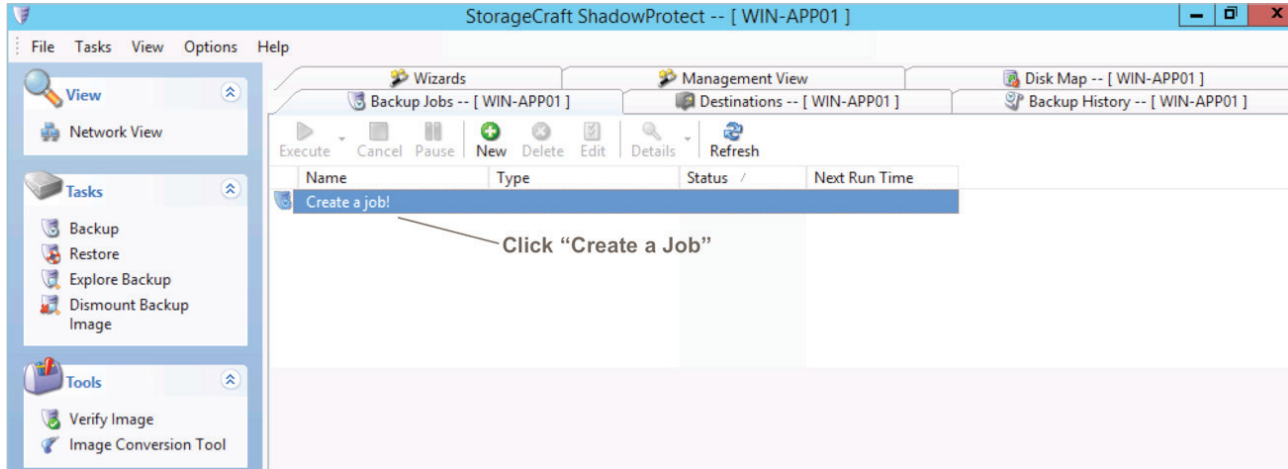 StorageCraft ShadowProtect -- [ WIN-APP01 ]
File Tasks View Options Help
View
Network View
Tasks
Backup
Restore
Explore Backup
Dismount Backup
Image
Tools
Verify Image
Image Conversion Tool
Wizards Management View Disk Map -- [ WIN-APP01 ]
Backup Jobs -- [ WIN-APP01 ] Destinations -- [ WIN-APP01 ] Backup History -- [ WIN-APP01 ]
Execute Cancel Pause New Delete Edit Details Refresh
Name Type Status / Next Run Time
Create a job!
Click “Create a Job”